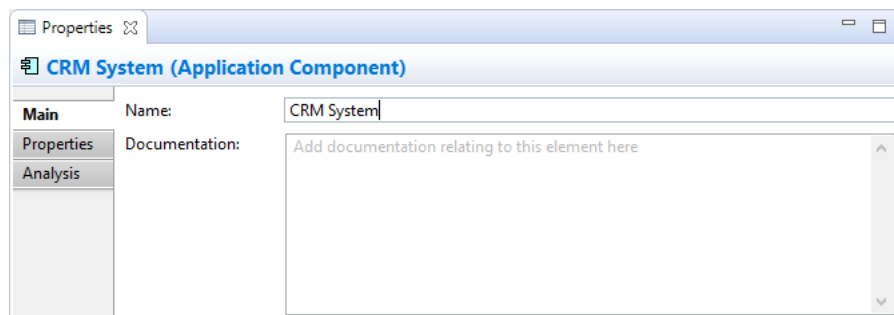 Properties
CRM System (Application Component)
Main
Name:
CRM System
Properties
Documentation:
Add documentation relating to this element here
Analysis